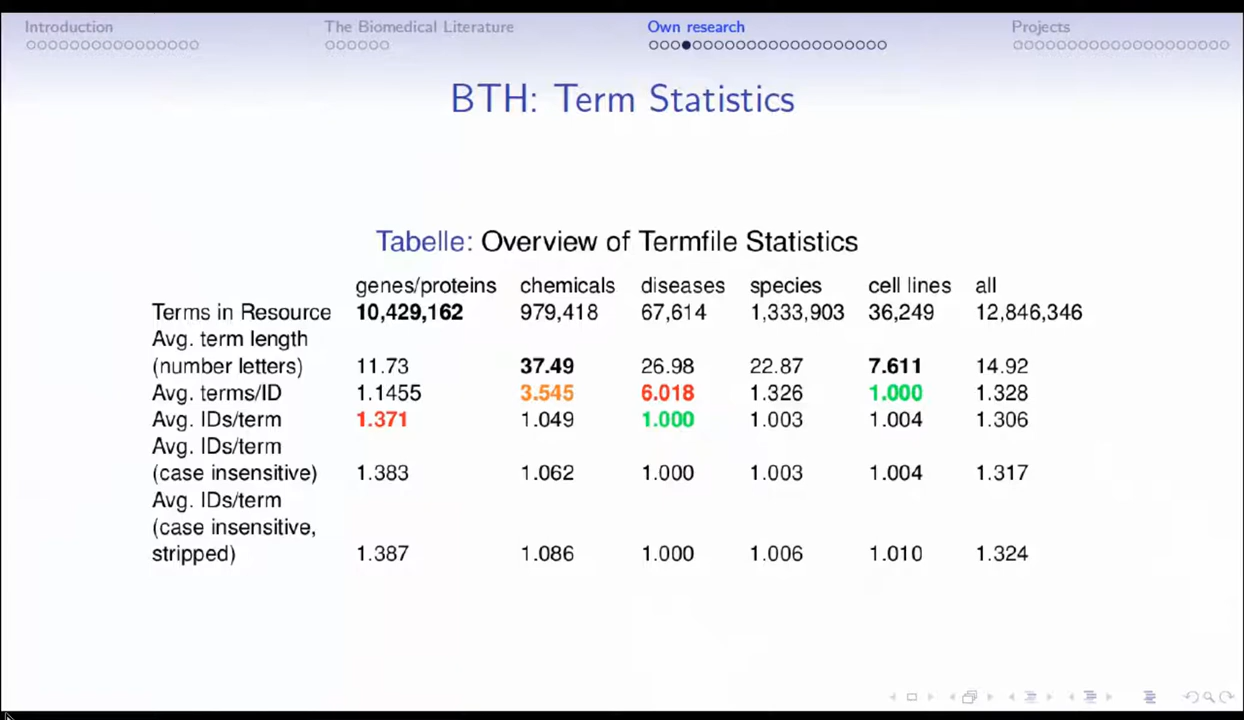 Introduction The Biomedical Literature Own research Projects
BTH: Term Statistics
Tabelle: Overview of Termfile Statistics
genes/proteins chemicals diseases species cell lines all
Terms in Resource 10,429,162 979,418 67,614 1,333,903 36,249 12,846,346
Avg. term length
(number letters) 11.73 37.49 26.98 22.87 7.611 14.92
Avg. terms/ID 1.1455 3.545 6.018 1.326 1.000 1.328
Avg. IDs/term 1.371 1.049 1.000 1.003 1.004 1.306
Avg. IDs/term
(case insensitive) 1.383 1.062 1.000 1.003 1.004 1.317
Avg. IDs/term
(case insensitive,
stripped) 1.387 1.086 1.000 1.006 1.010 1.324